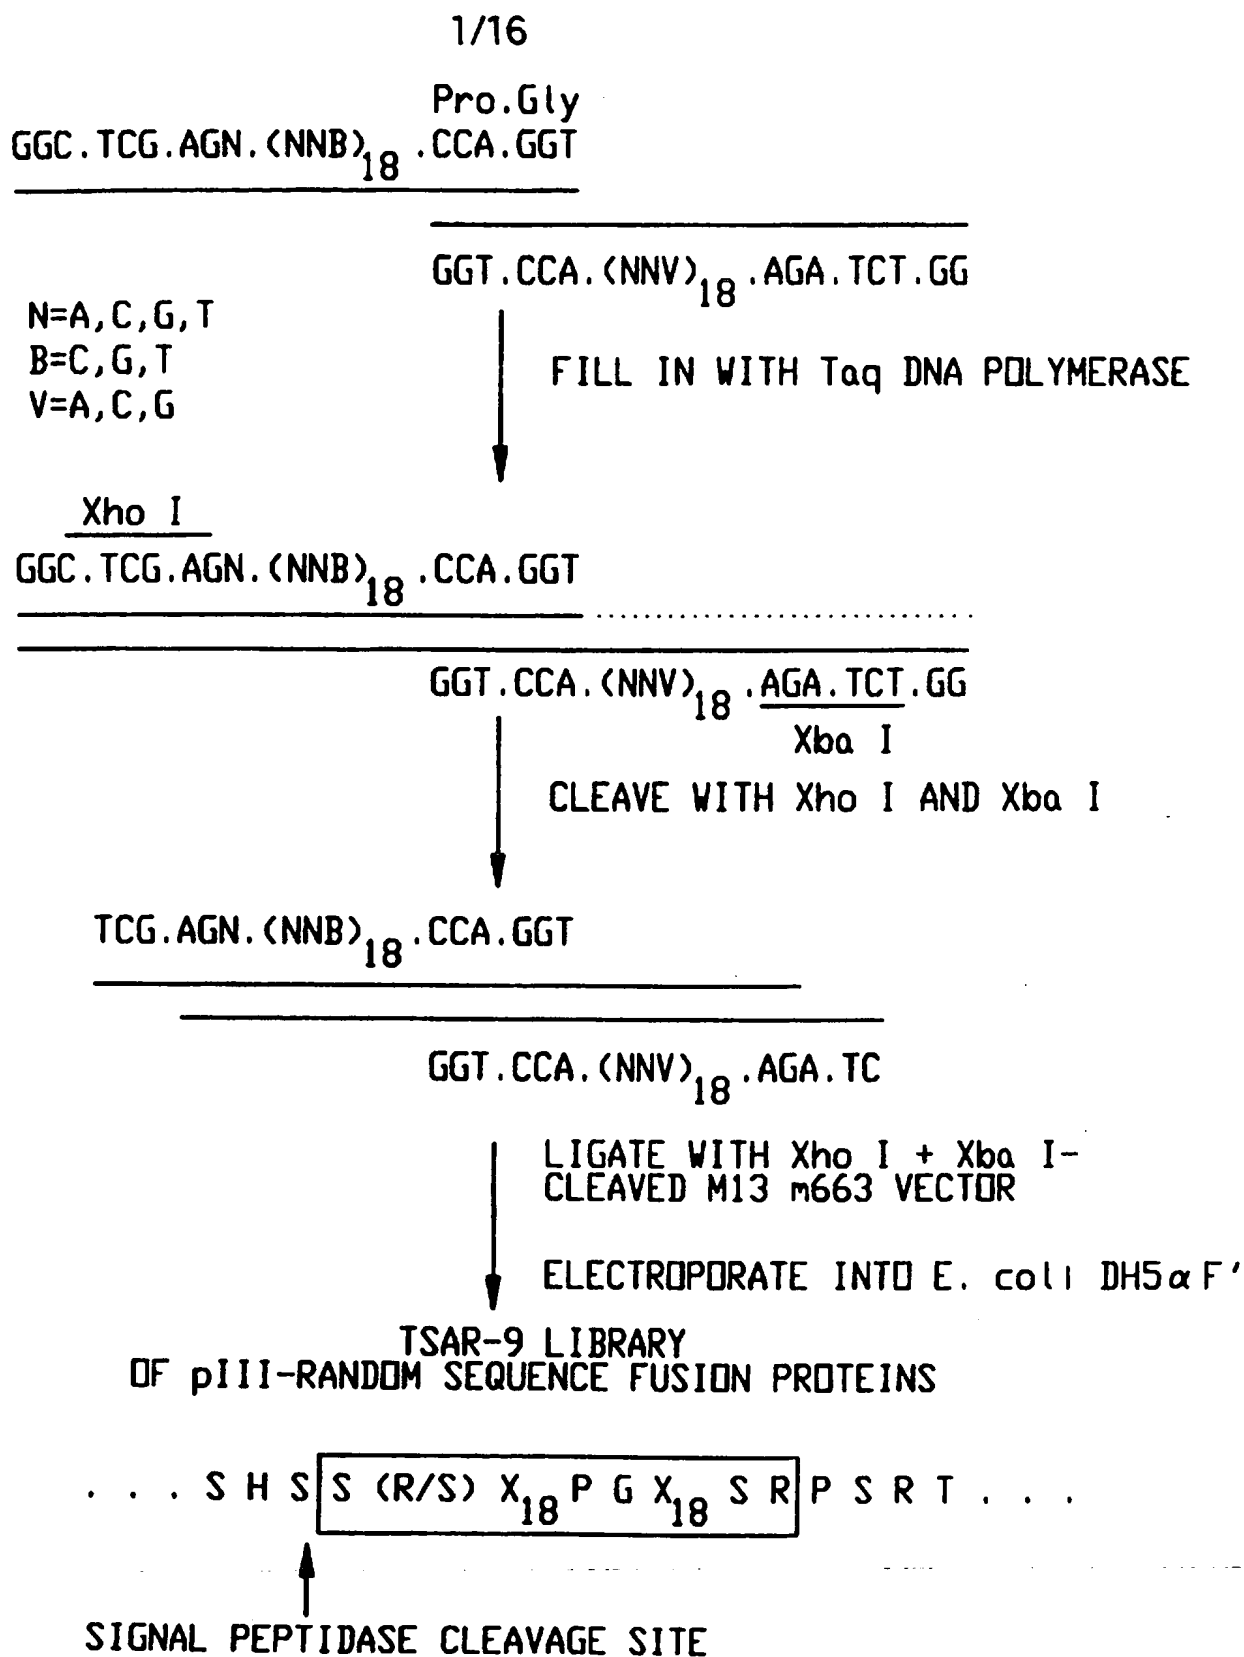 1/16
Pro.Gly
GGC.TCG.AGN.(NNB)18.CCA.GGT
GGT.CCA.(NNV)18.AGA.TCT.GG
N=A,C,G,T
B=C,G,T
V=A,C,G
FILL IN WITH Taq DNA POLYMERASE
Xho I
GGC.TCG.AGN.(NNB)18.CCA.GGT
GGT.CCA.(NNV)18.AGA.TCT.GG
Xba I
CLEAVE WITH Xho I AND Xba I
TCG.AGN.(NNB)18.CCA.GGT
GGT.CCA.(NNV)18.AGA.TC
LIGATE WITH Xho I + Xba I-
CLEAVED M13 m663 VECTOR
ELECTROPORATE INTO E. coli DH5αF'
TSAR-9 LIBRARY
OF pIII-RANDOM SEQUENCE FUSION PROTEINS
. . . S H S S (R/S) X18 P G X18 S R P S R T . . .
SIGNAL PEPTIDASE CLEAVAGE SITE